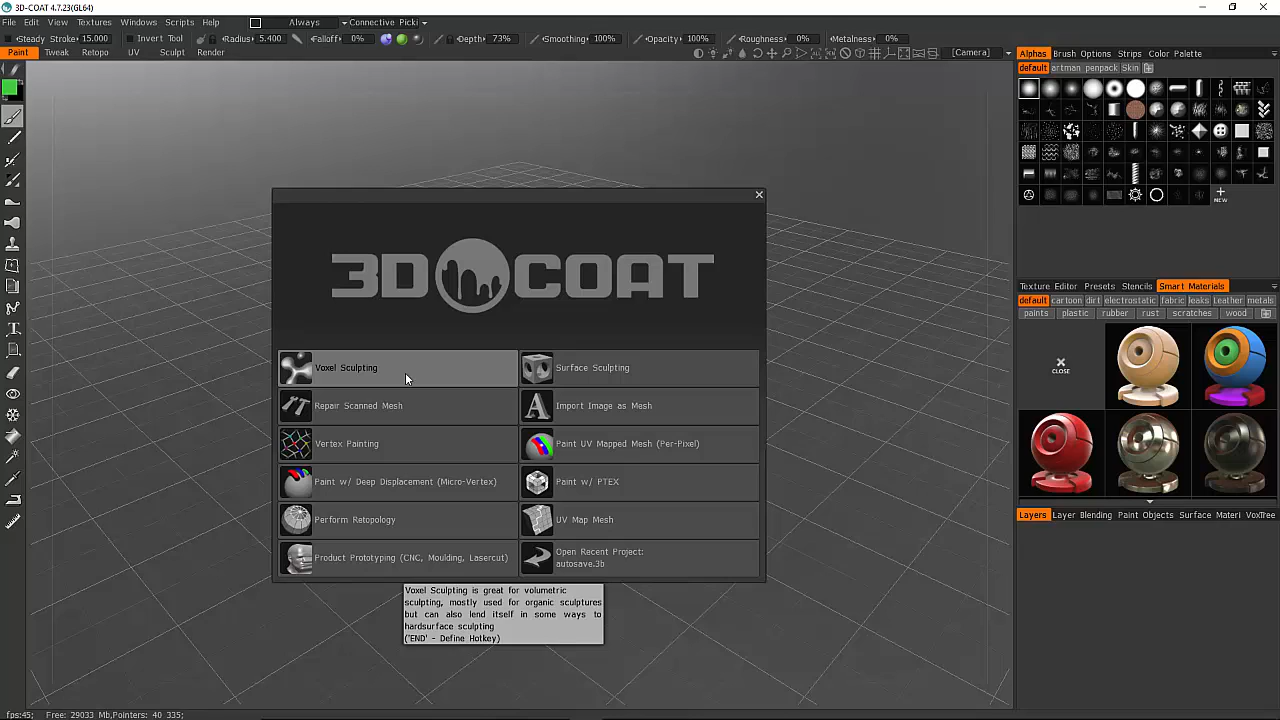 3D-COAT 4.7.23(GL64)
File Edit View Textures Windows Scripts Help Always Connective Picki
Steady Stroke 15.000 Invert Tool Radius 5.400 Falloff 0% Depth 73% Smoothing 100% Opacity 100% Roughness 0% Metalness 0%
Paint Tweak Retopo UV Sculpt Render [Camera]
Alphas Brush Options Strips Color Palette
default artman penpack Skin
NEW
3D COAT
Voxel Sculpting Surface Sculpting
Repair Scanned Mesh Import Image as Mesh
Vertex Painting Paint UV Mapped Mesh (Per-Pixel)
Paint w/ Deep Displacement (Micro-Vertex) Paint w/ PTEX
Perform Retopology UV Map Mesh
Product Prototyping (CNC, Moulding, Lasercut) Open Recent Project:
autosave.3b
Voxel Sculpting is great for volumetric
sculpting, mostly used for organic sculptures
but can also lend itself in some ways to
hardsurface sculpting
('END' - Define Hotkey)
Texture Editor Presets Stencils Smart Materials
default cartoon dirt electrostatic fabric leaks Leather metals
paints plastic rubber rust scratches wood
CLOSE
Layers Layer Blending Paint Objects Surface Materi VoxTree
fps:45; Free: 29033 Mb,Pointers: 40 335;